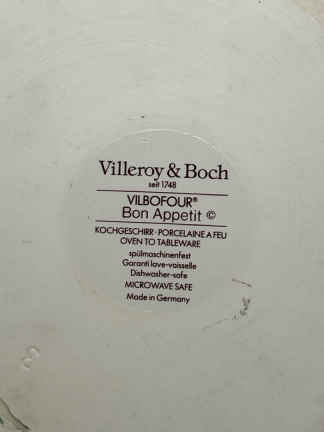 Villeroy & Boch
seit 1748
VILBOFOUR®
Bon Appetit ©
KOCHGESCHIRR · PORCELAINE A FEU
OVEN TO TABLEWARE
spülmaschinenfest
Garanti lave-vaisselle
Dishwasher-safe
MICROWAVE SAFE
Made in Germany